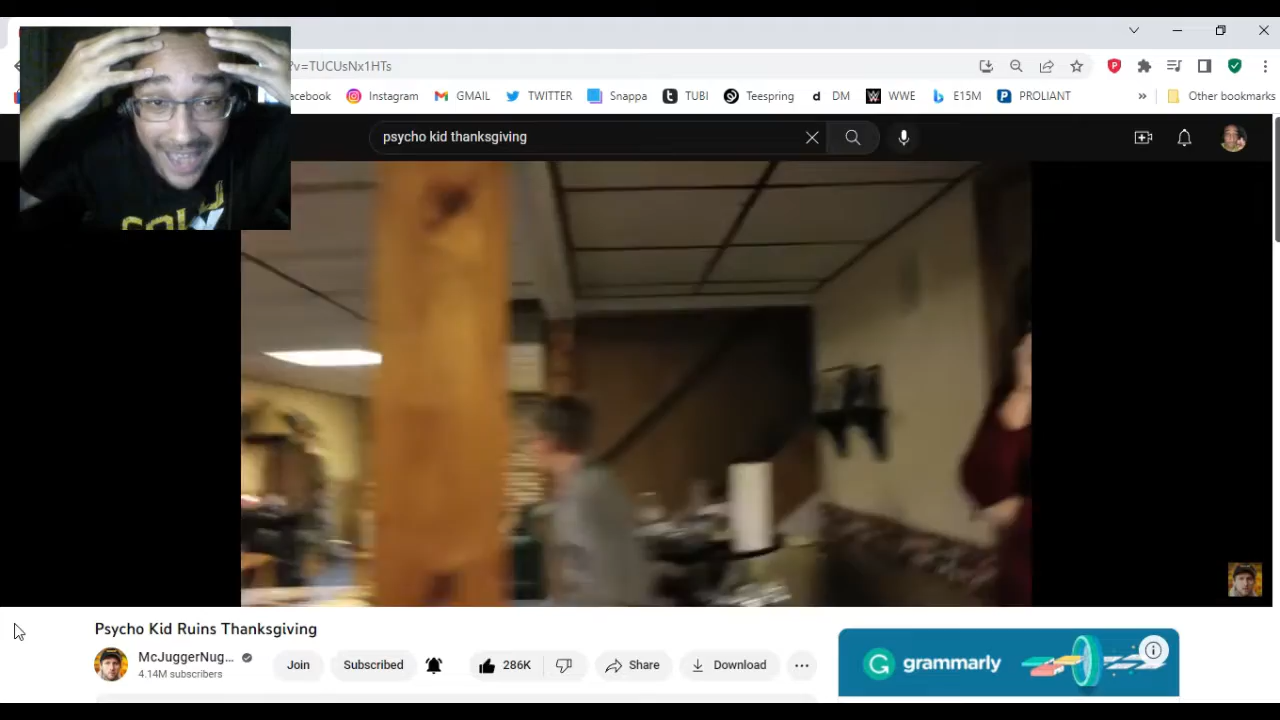 ?v=TUCUsNx1HTs
acebook
Instagram
GMAIL
TWITTER
Snappa
TUBI
Teespring
d DM
WWE
E15M
PROLIANT
»
Other bookmarks
psycho kid thanksgiving
Psycho Kid Ruins Thanksgiving
McJuggerNug...
4.14M subscribers
Join
Subscribed
286K
Share
Download
grammarly